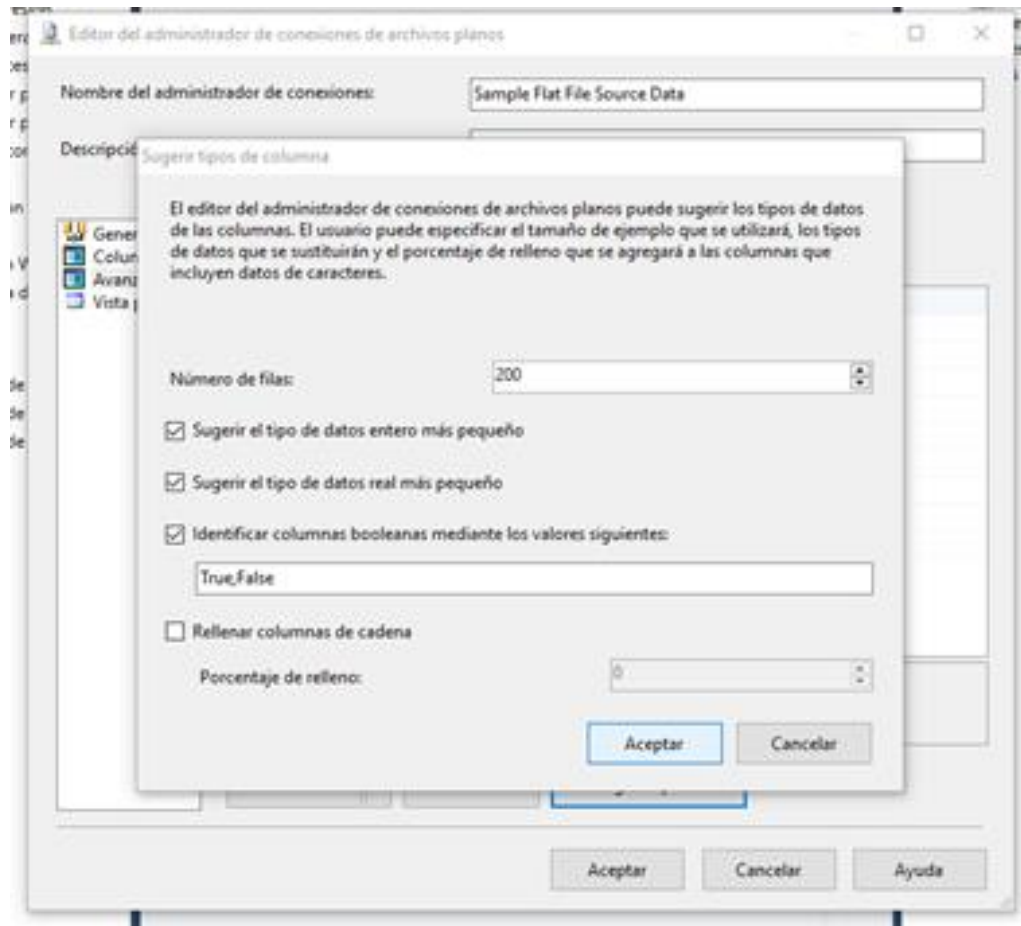 Editor del administrador de conexiones de archivos planos
Nombre del administrador de conexiones:
Sample Flat File Source Data
Descripció
Sugerir tipos de columna
El editor del administrador de conexiones de archivos planos puede sugerir los tipos de datos
de las columnas. El usuario puede especificar el tamaño de ejemplo que se utilizará, los tipos
de datos que se sustituirán y el porcentaje de relleno que se agregará a las columnas que
incluyen datos de caracteres.
Gener
Colun
Avanz
Vista
Número de filas:
200
Sugerir el tipo de datos entero más pequeño
Sugerir el tipo de datos real más pequeño
Identificar columnas booleanas mediante los valores siguientes:
True,False
Rellenar columnas de cadena
Porcentaje de relleno:
0
Aceptar
Cancelar
Aceptar
Cancelar
Ayuda